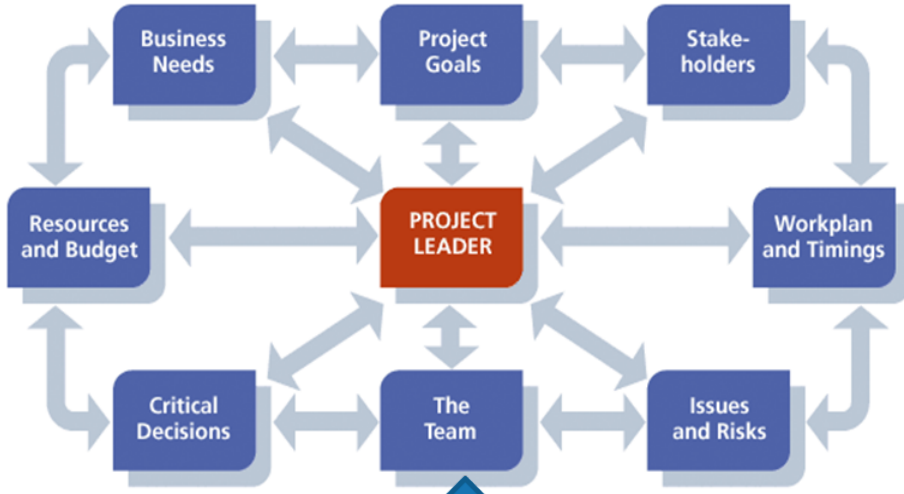 Business
Needs
Project
Goals
Stake-
holders
Resources
and Budget
PROJECT
LEADER
Workplan
and Timings
Critical
Decisions
The
Team
Issues
and Risks